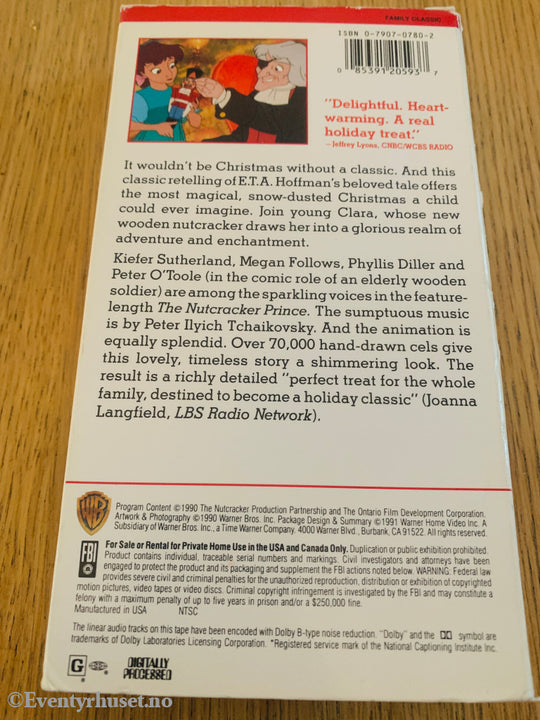 FAMILY CLASSIC
ISBN 0-7907-0780-2
0 85391 20593 7
"Delightful. Heart-
warming. A real
holiday treat."
–Jeffrey Lyons, CNBC/WCBS RADIO
It wouldn't be Christmas without a classic. And this
classic retelling of E.T.A. Hoffman's beloved tale offers
the most magical, snow-dusted Christmas a child
could ever imagine. Join young Clara, whose new
wooden nutcracker draws her into a glorious realm of
adventure and enchantment.
Kiefer Sutherland, Megan Follows, Phyllis Diller and
Peter O'Toole (in the comic role of an elderly wooden
soldier) are among the sparkling voices in the feature-
length The Nutcracker Prince. The sumptuous music
is by Peter Ilyich Tchaikovsky. And the animation is
equally splendid. Over 70,000 hand-drawn cels give
this lovely, timeless story a shimmering look. The
result is a richly detailed "perfect treat for the whole
family, destined to become a holiday classic" (Joanna
Langfield, LBS Radio Network).
WB
Program Content ©1990 The Nutcracker Production Partnership and The Ontario Film Development Corporation.
Artwork & Photography ©1990 Warner Bros. Inc. Package Design & Summary ©1991 Warner Home Video Inc. A
Subsidiary of Warner Bros. Inc., a Time Warner Company. 4000 Warner Blvd., Burbank, CA 91522. All rights reserved.
FBI
For Sale or Rental for Private Home Use in the USA and Canada Only. Duplication or public exhibition prohibited.
Product contains individual, traceable serial numbers and markings. Civil investigators and attorneys have been
engaged to protect the product and its packaging and supplement the FBI actions noted below. WARNING: Federal law
provides severe civil and criminal penalties for the unauthorized reproduction, distribution or exhibition of copyrighted
motion pictures, video tapes or video discs. Criminal copyright infringement is investigated by the FBI and may constitute a
felony with a maximum penalty of up to five years in prison and/or a $250,000 fine.
Manufactured in USA NTSC
The linear audio tracks on this tape have been encoded with Dolby B-type noise reduction. "Dolby" and the symbol are
trademarks of Dolby Laboratories Licensing Corporation. *Registered service mark of the National Captioning Institute Inc.
G
DIGITALLY
PROCESSED
©Eventyrhuset.no